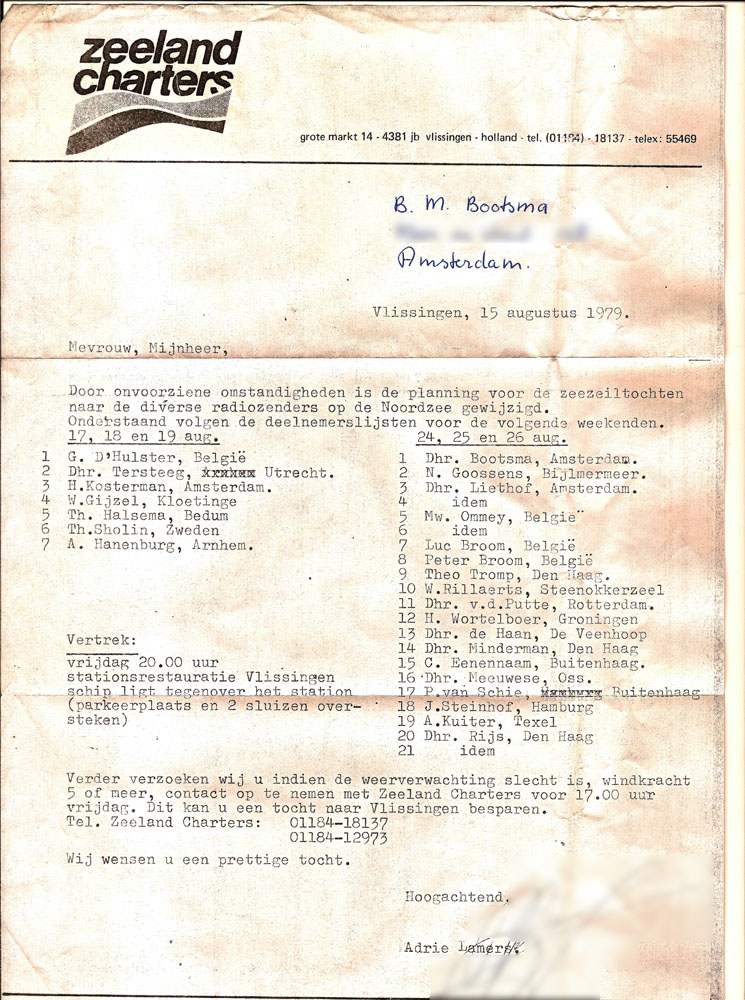 zeeland
charters
grote markt 14 - 4381 jb vlissingen - holland - tel. (01184) - 18137 - telex: 55469
B. M. Bootsma
Amsterdam.
Vlissingen, 15 augustus 1979.
Mevrouw, Mijnheer,
Door onvoorziene omstandigheden is de planning voor de zeezeiltochten
naar de diverse radiozenders op de Noordzee gewijzigd.
Onderstaand volgen de deelnemerslijsten voor de volgende weekenden.
17, 18 en 19 aug.
1 G. D'Hulster, België
2 Dhr. Tersteeg, Utrecht.
3 H.Kosterman, Amsterdam.
4 W.Gijzel, Kloetinge
5 Th. Halsema, Bedum
6 Th.Sholin, Zweden
7 A. Hanenburg, Arnhem.
24, 25 en 26 aug.
1 Dhr. Bootsma, Amsterdam.
2 N. Goossens, Bijlmermeer.
3 Dhr. Liethof, Amsterdam.
4 idem
5 Mw. Ommey, Belgie"
6 idem
7 Luc Broom, België
8 Peter Broom, België
9 Theo Tromp, Den Haag.
10 W.Rillaerts, Steenokkerzeel
11 Dhr. v.d.Putte, Rotterdam.
12 H. Wortelboer, Groningen
13 Dhr. de Haan, De Veenhoop
14 Dhr. Minderman, Den Haag
15 C. Eenennaam, Buitenhaag.
16 Dhr. Meeuwese, Oss.
17 P.van Schie, Buitenhaag
18 J.Steinhof, Hamburg
19 A.Kuiter, Texel
20 Dhr. Rijs, Den Haag
21 idem
Vertrek:
vrijdag 20.00 uur
stationsrestauratie Vlissingen
schip ligt tegenover het station
(parkeerplaats en 2 sluizen over-
steken)
Verder verzoeken wij u indien de weerverwachting slecht is, windkracht
5 of meer, contact op te nemen met Zeeland Charters voor 17.00 uur
vrijdag. Dit kan u een tocht naar Vlissingen besparen.
Tel. Zeeland Charters: 01184-18137
01184-12973
Wij wensen u een prettige tocht.
Hoogachtend,
Adrie Lamers.